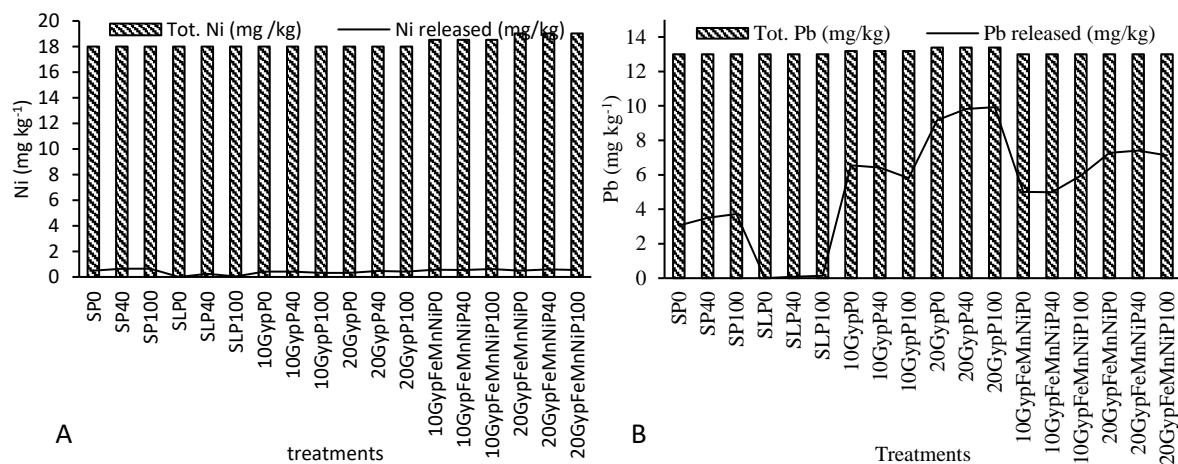 Tot. Ni (mg /kg)
Ni released (mg/kg)
20
18
16
14
12
10
8
6
4
2
0
Ni (mg kg-1)
SP0
SP40
SP100
SLP0
SLP40
SLP100
10GypP0
10GypP40
10GypP100
20GypP0
20GypP40
20GypP100
10GypFeMnNiP0
10GypFeMnNiP40
10GypFeMnNiP100
20GypFeMnNiP0
20GypFeMnNiP40
20GypFeMnNiP100
A
treatments
Tot. Pb (mg/kg)
Pb released (mg/kg)
14
12
10
8
6
4
2
0
Pb (mg kg-1)
SP0
SP40
SP100
SLP0
SLP40
SLP100
10GypP0
10GypP40
10GypP100
20GypP0
20GypP40
20GypP100
10GypFeMnNiP0
10GypFeMnNiP40
10GypFeMnNiP100
20GypFeMnNiP0
20GypFeMnNiP40
20GypFeMnNiP100
B
Treatments